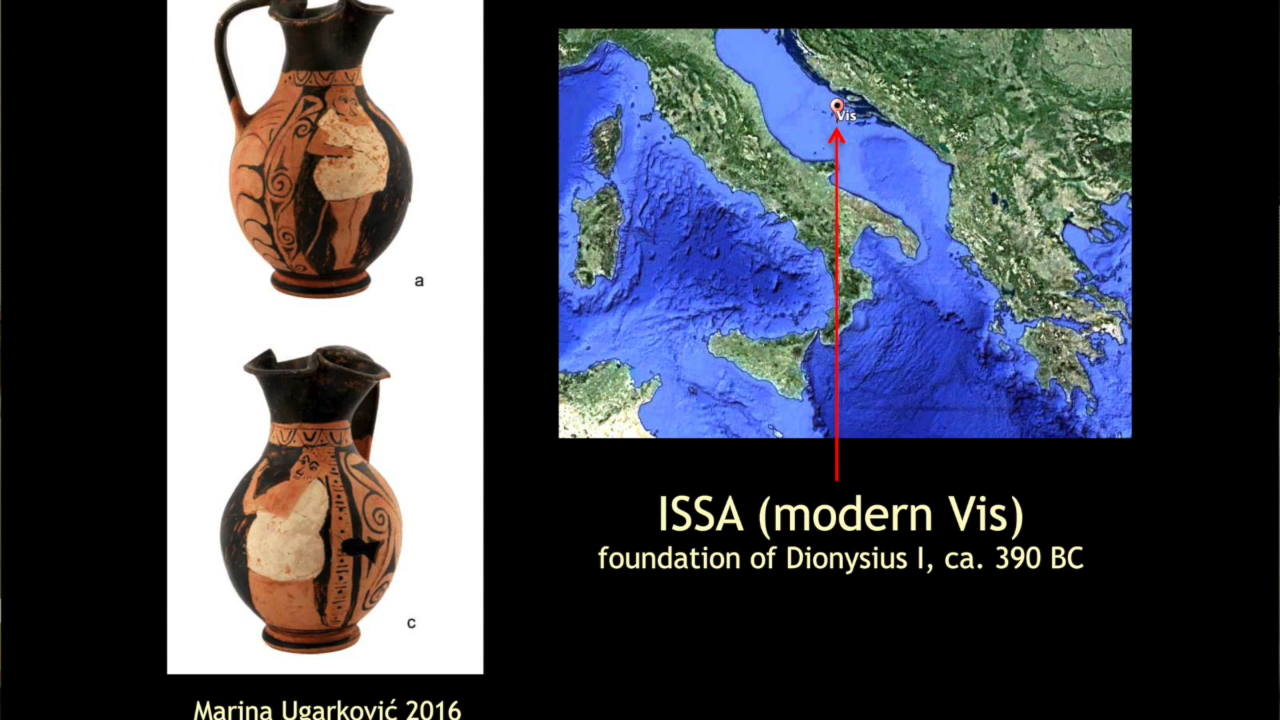 a
c
Marina Ugarković 2016
Vis
ISSA (modern Vis)
foundation of Dionysius I, ca. 390 BC